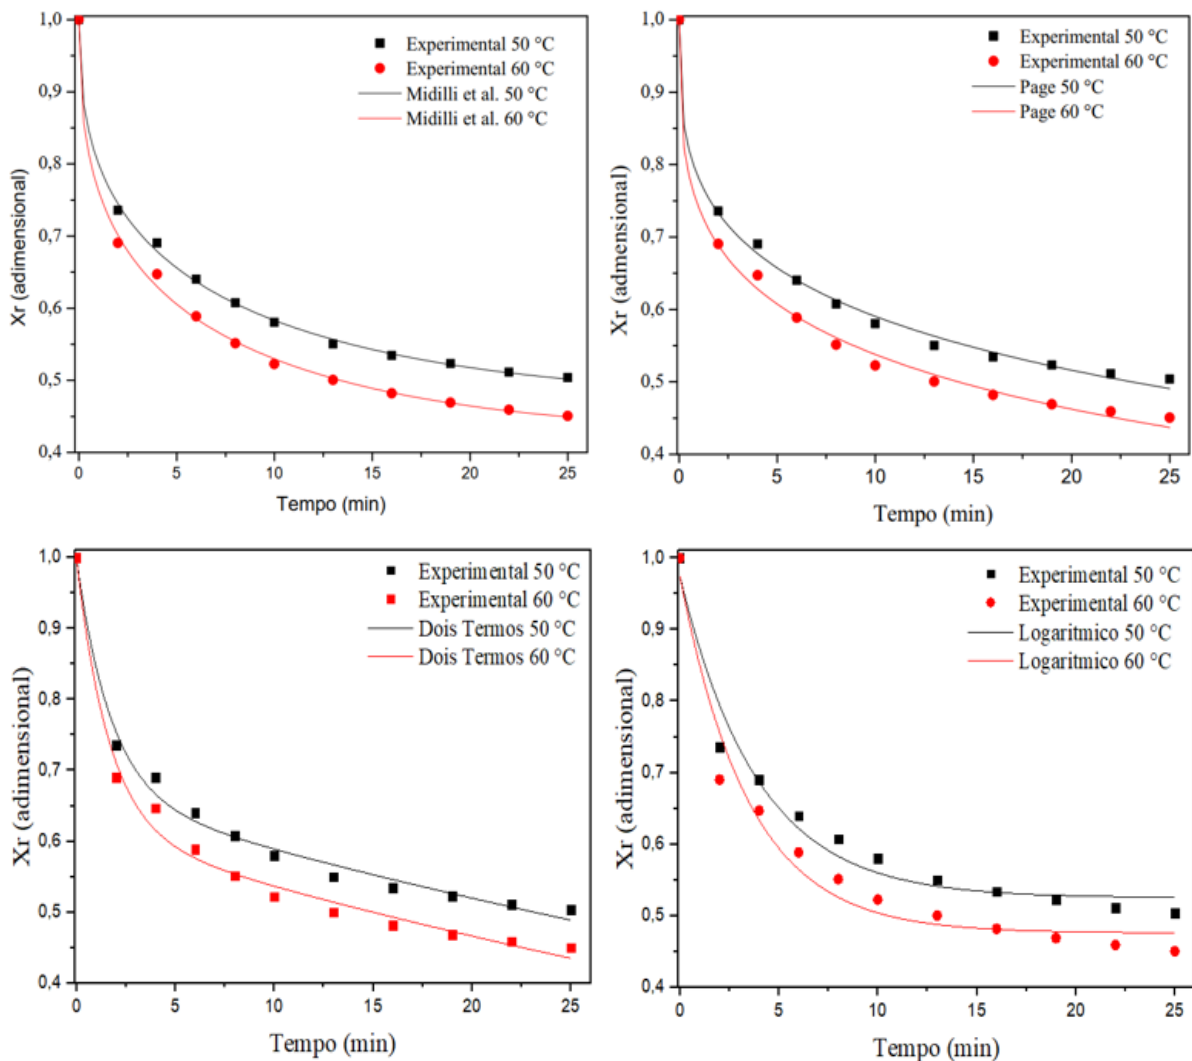 1,0
0,9
0,8
0,7
0,6
0,5
0,4
Xr (adimensional)
Experimental 50 °C
Experimental 60 °C
Midilli et al. 50 °C
Midilli et al. 60 °C
0 5 10 15 20 25
Tempo (min)
1,0
0,9
0,8
0,7
0,6
0,5
0,4
Xr (admensional)
Experimental 50 °C
Experimental 60 °C
Page 50 °C
Page 60 °C
0 5 10 15 20 25
Tempo (min)
1,0
0,9
0,8
0,7
0,6
0,5
0,4
Xr (adimensional)
Experimental 50 °C
Experimental 60 °C
Dois Termos 50 °C
Dois Termos 60 °C
0 5 10 15 20 25
Tempo (min)
1,0
0,9
0,8
0,7
0,6
0,5
0,4
Xr (adimensional)
Experimental 50 °C
Experimental 60 °C
Logaritmico 50 °C
Logaritmico 60 °C
0 5 10 15 20 25
Tempo (min)